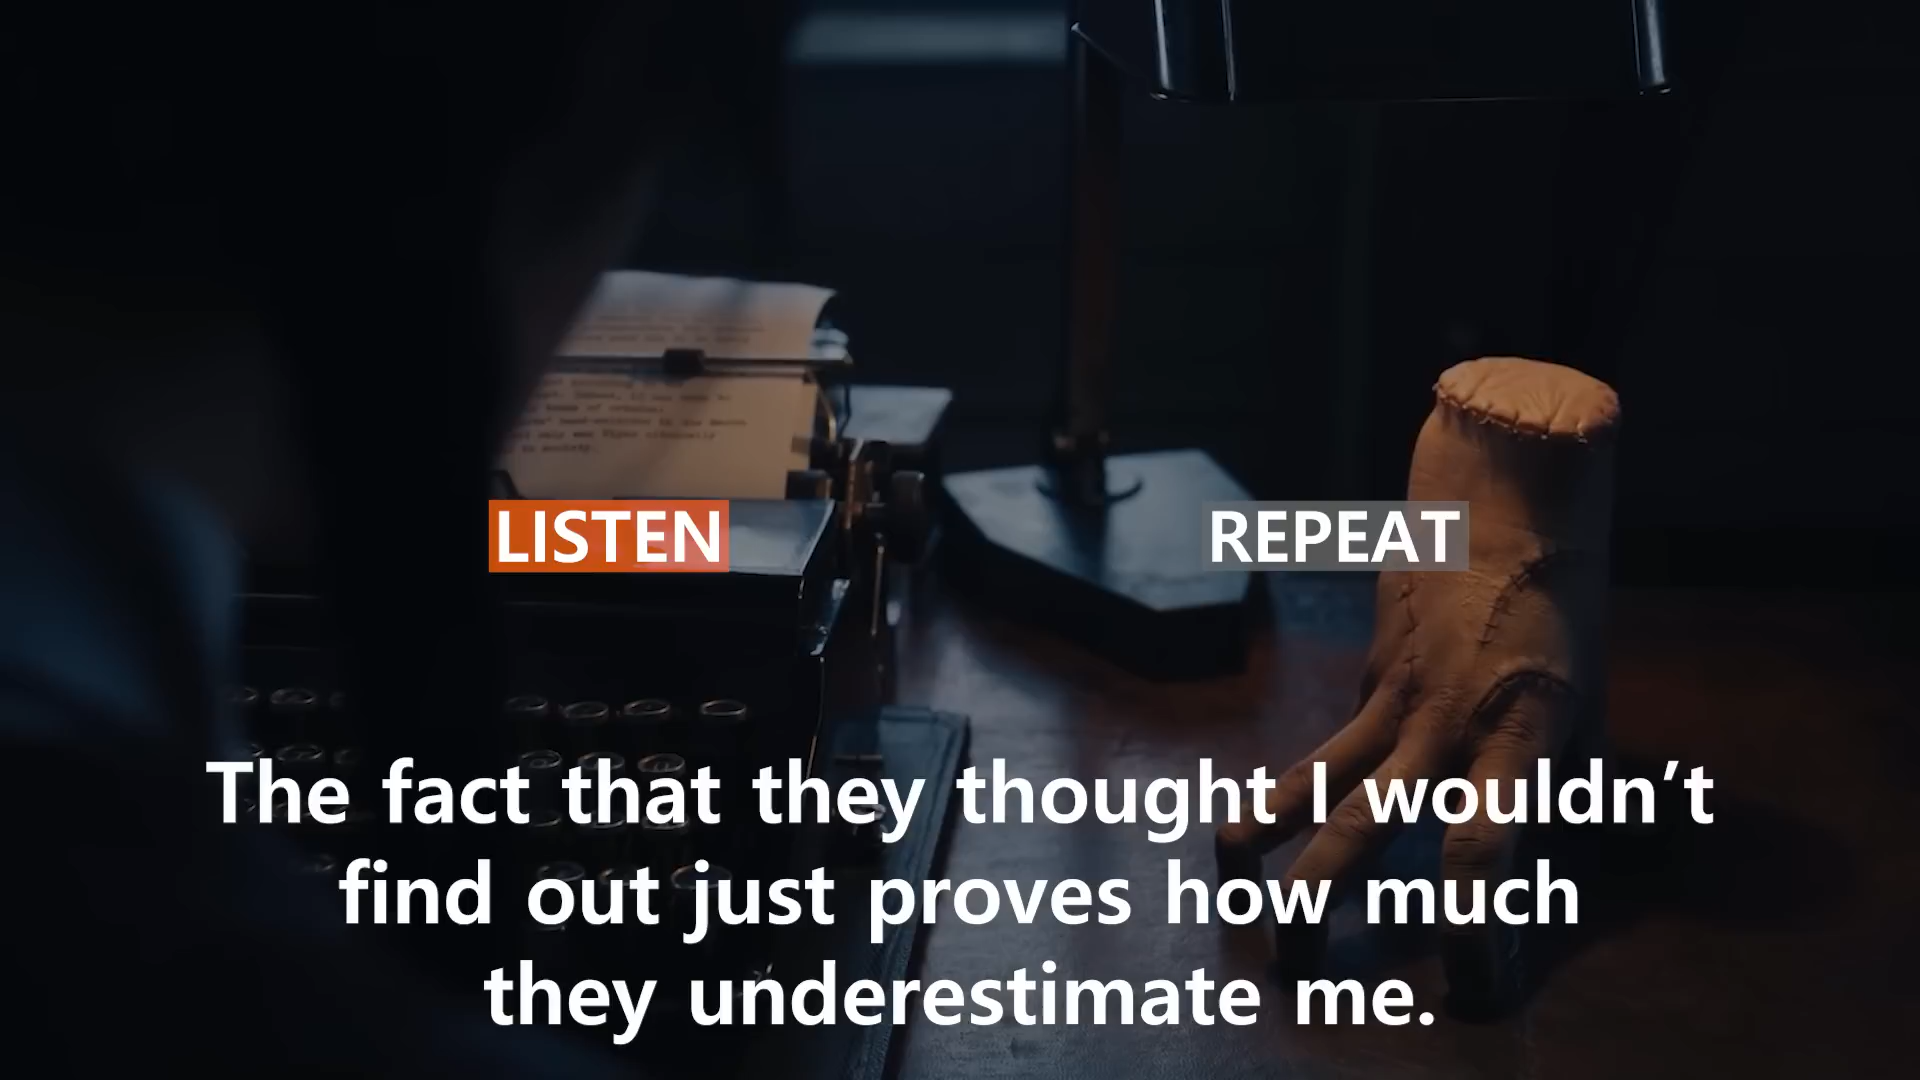 LISTEN
REPEAT
The fact that they thought I wouldn’t
find out just proves how much
they underestimate me.